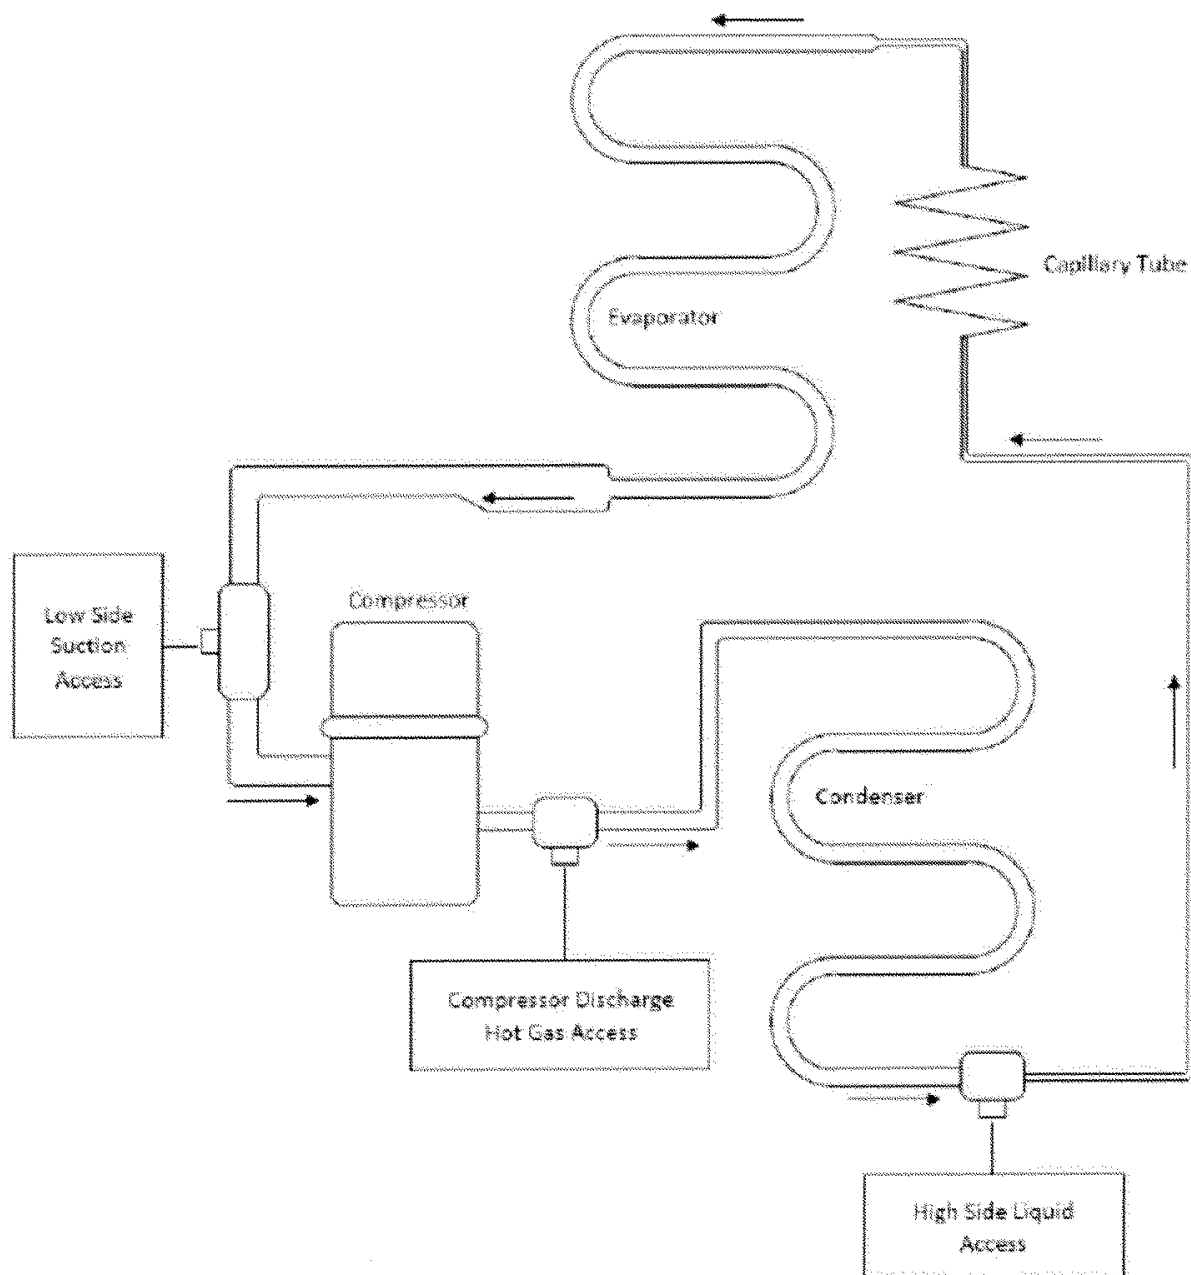 Capillary Tube
Evaporator
Low Side
Suction
Access
Compressor
Condenser
Compressor Discharge
Hot Gas Access
High Side Liquid
Access